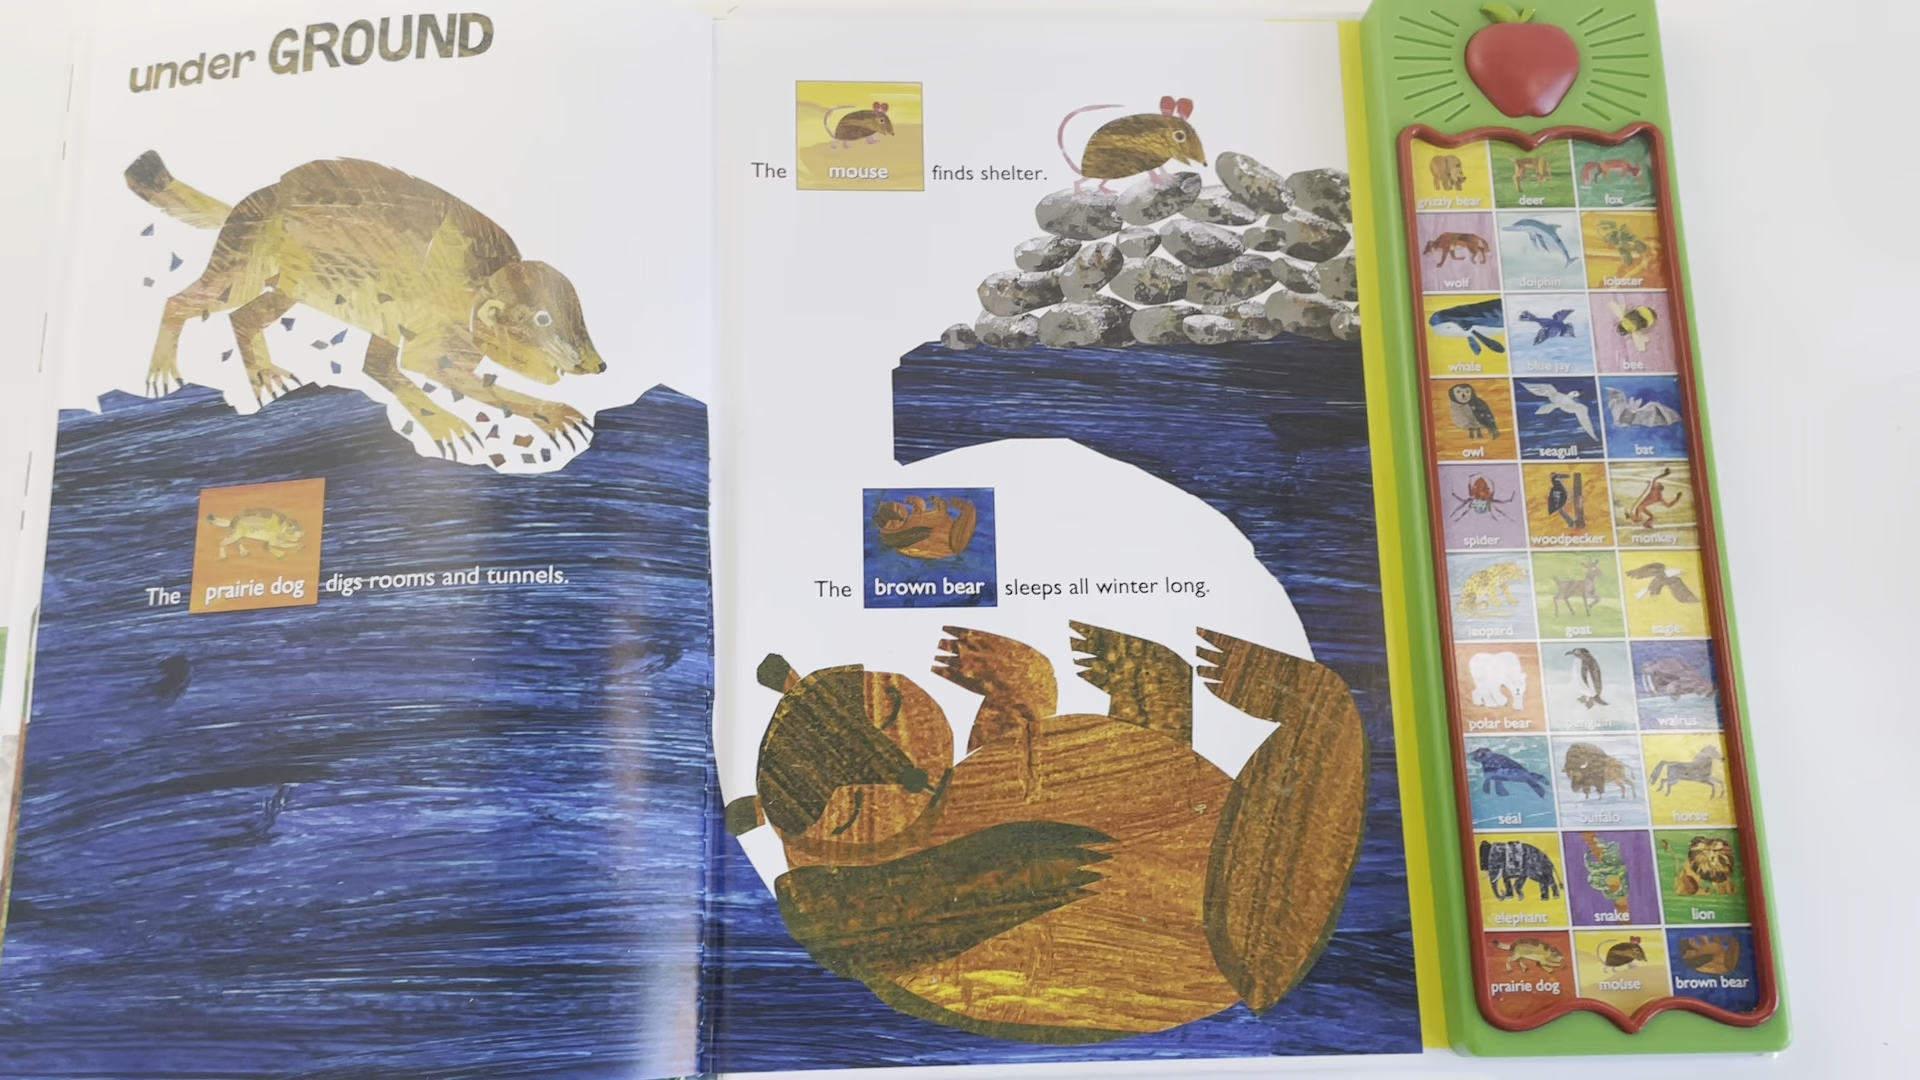 under GROUND
The prairie dog digs rooms and tunnels.
The mouse finds shelter.
The brown bear sleeps all winter long.
grizzly bear deer fox
wolf dolphin lobster
whale blue jay bee
owl seagull bat
spider woodpecker monkey
leopard goat eagle
polar bear penguin walrus
seal buffalo horse
elephant snake lion
prairie dog mouse brown bear